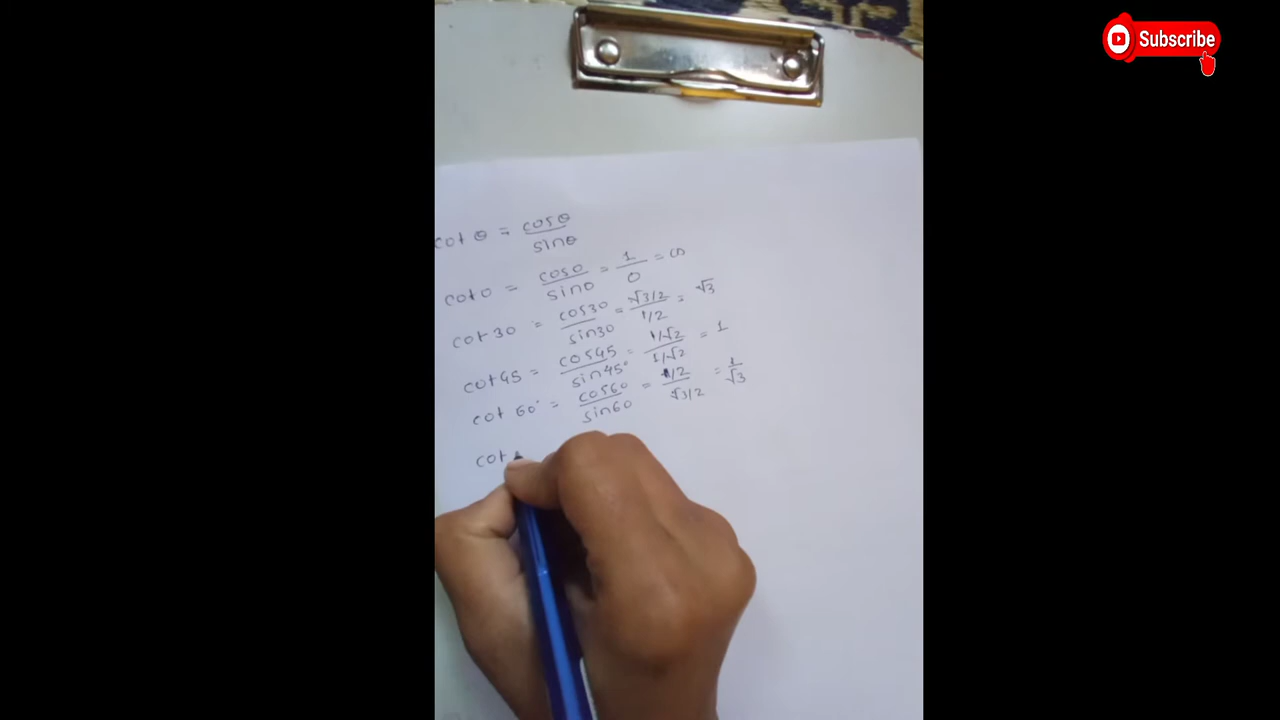 Subscribe
cot θ = cosθ/sinθ
cot 0 = cos0/sin0 = 1/0 = ∞
cot 30 = cos30/sin30 = √3/2/1/2 = √3
cot 45 = cos45/sin45° = 1/√2/1/√2 = 1
cot 60° = cos60/sin60 = 1/2/√3/2 = 1/√3
cot